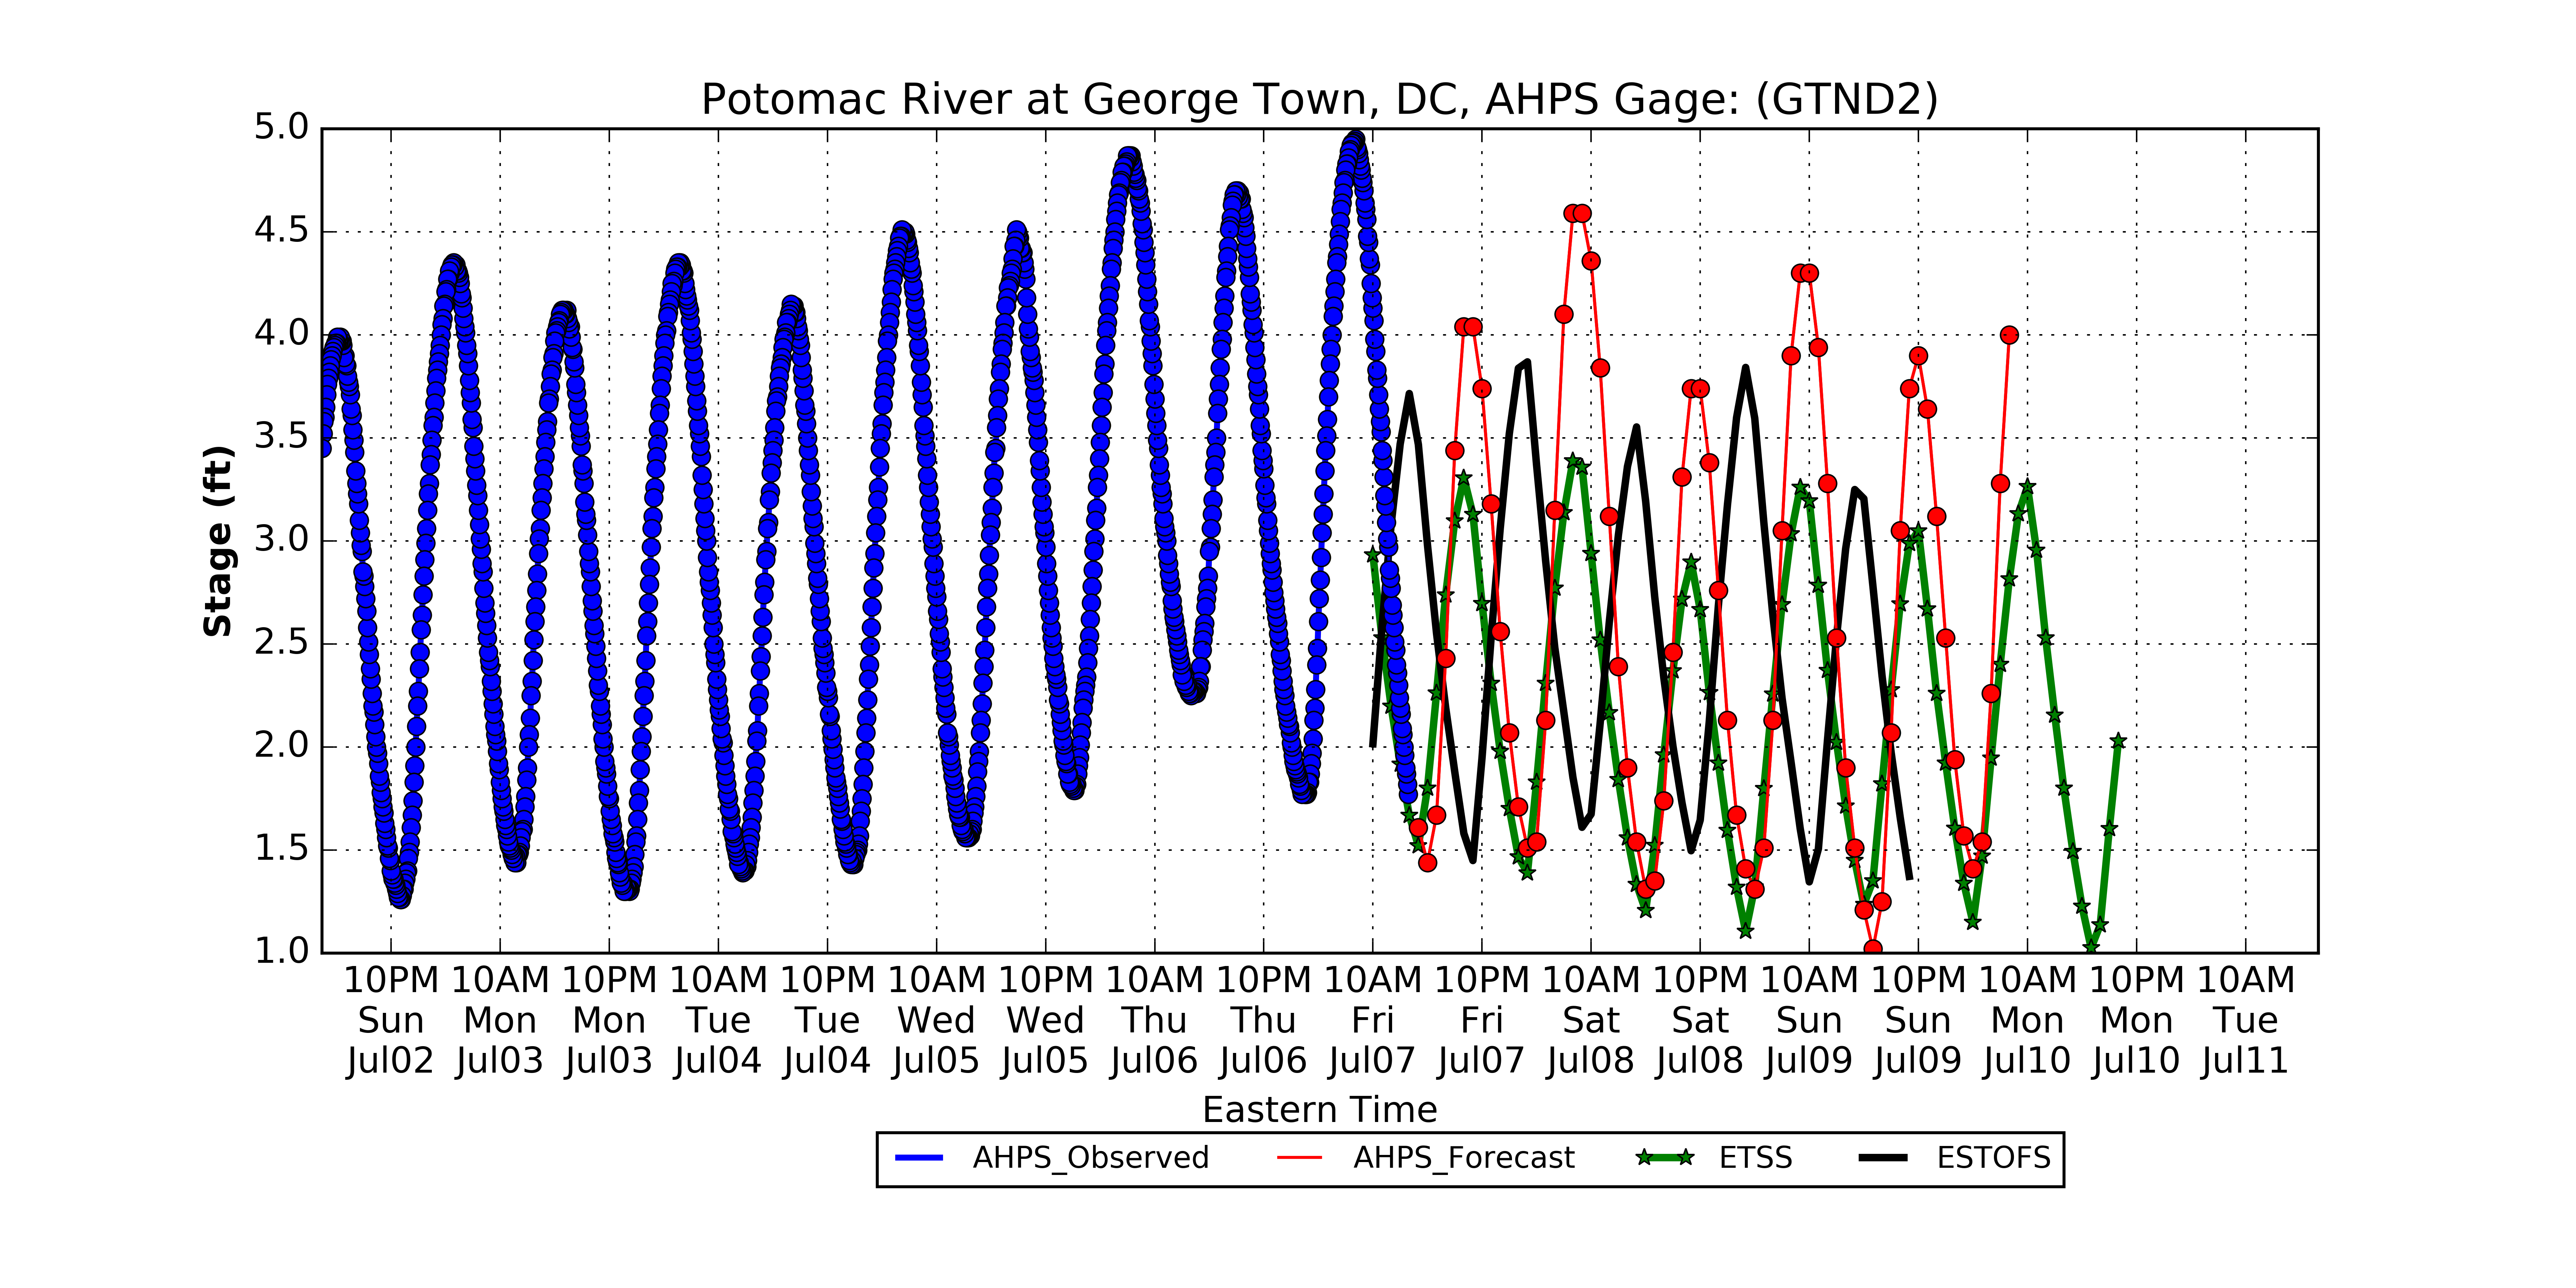 Potomac River at George Town, DC, AHPS Gage: (GTND2)
Stage (ft)
5.0
4.5
4.0
3.5
3.0
2.5
2.0
1.5
1.0
10PM 10AM 10PM 10AM 10PM 10AM 10PM 10AM 10PM 10AM 10PM 10AM 10PM 10AM 10PM 10AM 10PM 10AM
Sun Mon Mon Tue Tue Wed Wed Thu Thu Fri Fri Sat Sat Sun Sun Mon Mon Tue
Jul02 Jul03 Jul03 Jul04 Jul04 Jul05 Jul05 Jul06 Jul06 Jul07 Jul07 Jul08 Jul08 Jul09 Jul09 Jul10 Jul10 Jul11
Eastern Time
AHPS_Observed AHPS_Forecast ETSS ESTOFS